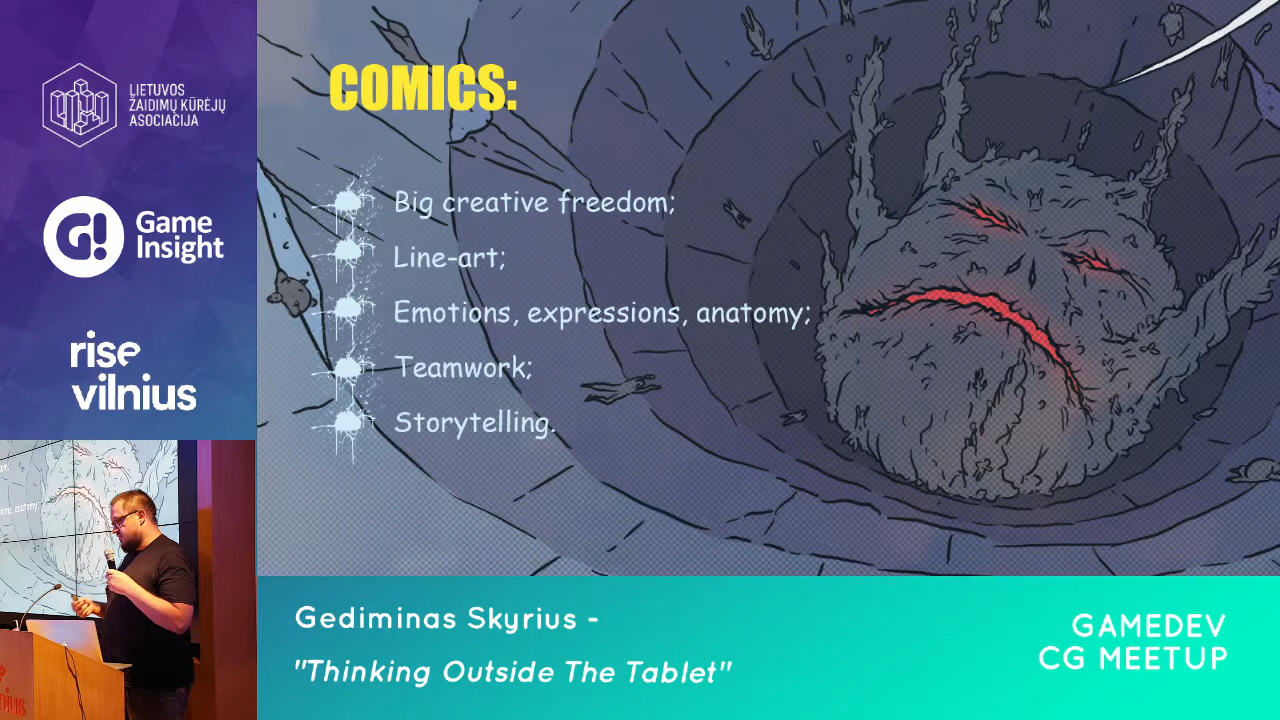 LIETUVOS
ŽAIDIMŲ KŪRĖJŲ
ASOCIACIJA
G!
Game
Insight
rise
vilnius
COMICS:
Big creative freedom;
Line-art;
Emotions, expressions, anatomy;
Teamwork;
Storytelling.
Gediminas Skyrius -
"Thinking Outside The Tablet"
GAMEDEV
CG MEETUP